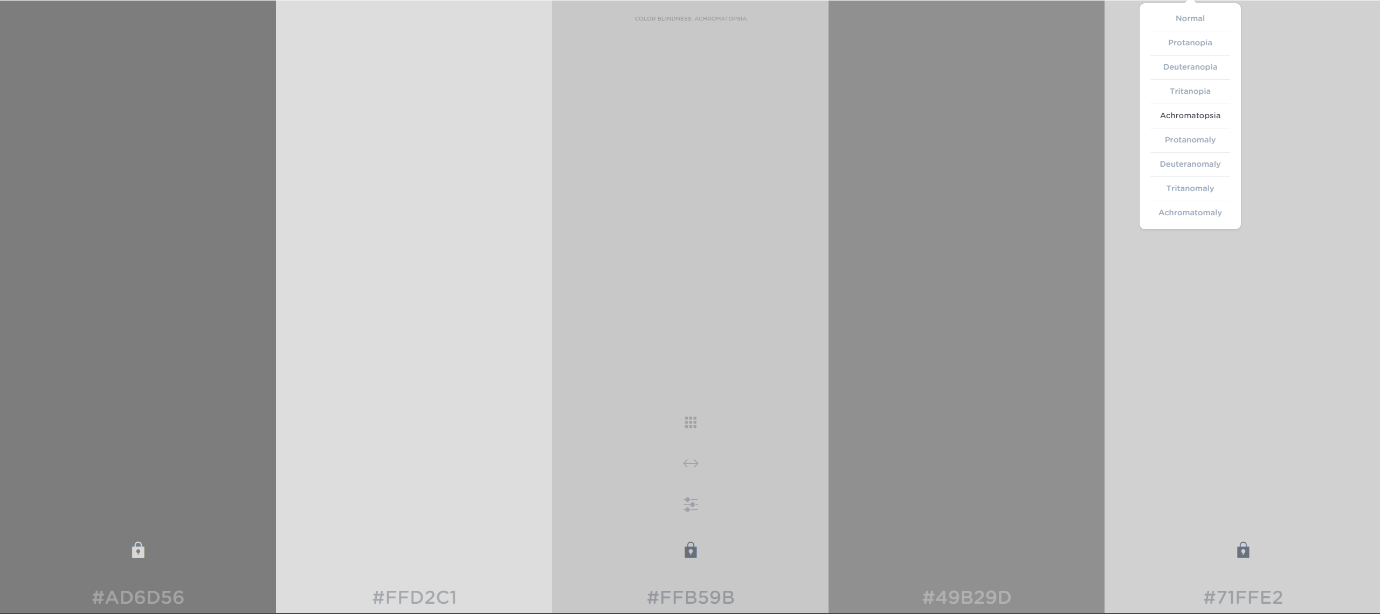 COLOR BLINDNESS: ACHROMATOPSIA
Normal
Protanopia
Deuteranopia
Tritanopia
Achromatopsia
Protanomaly
Deuteranomaly
Tritanomaly
Achromatomaly
#AD6D56
#FFD2C1
#FFB59B
#49B29D
#71FFE2